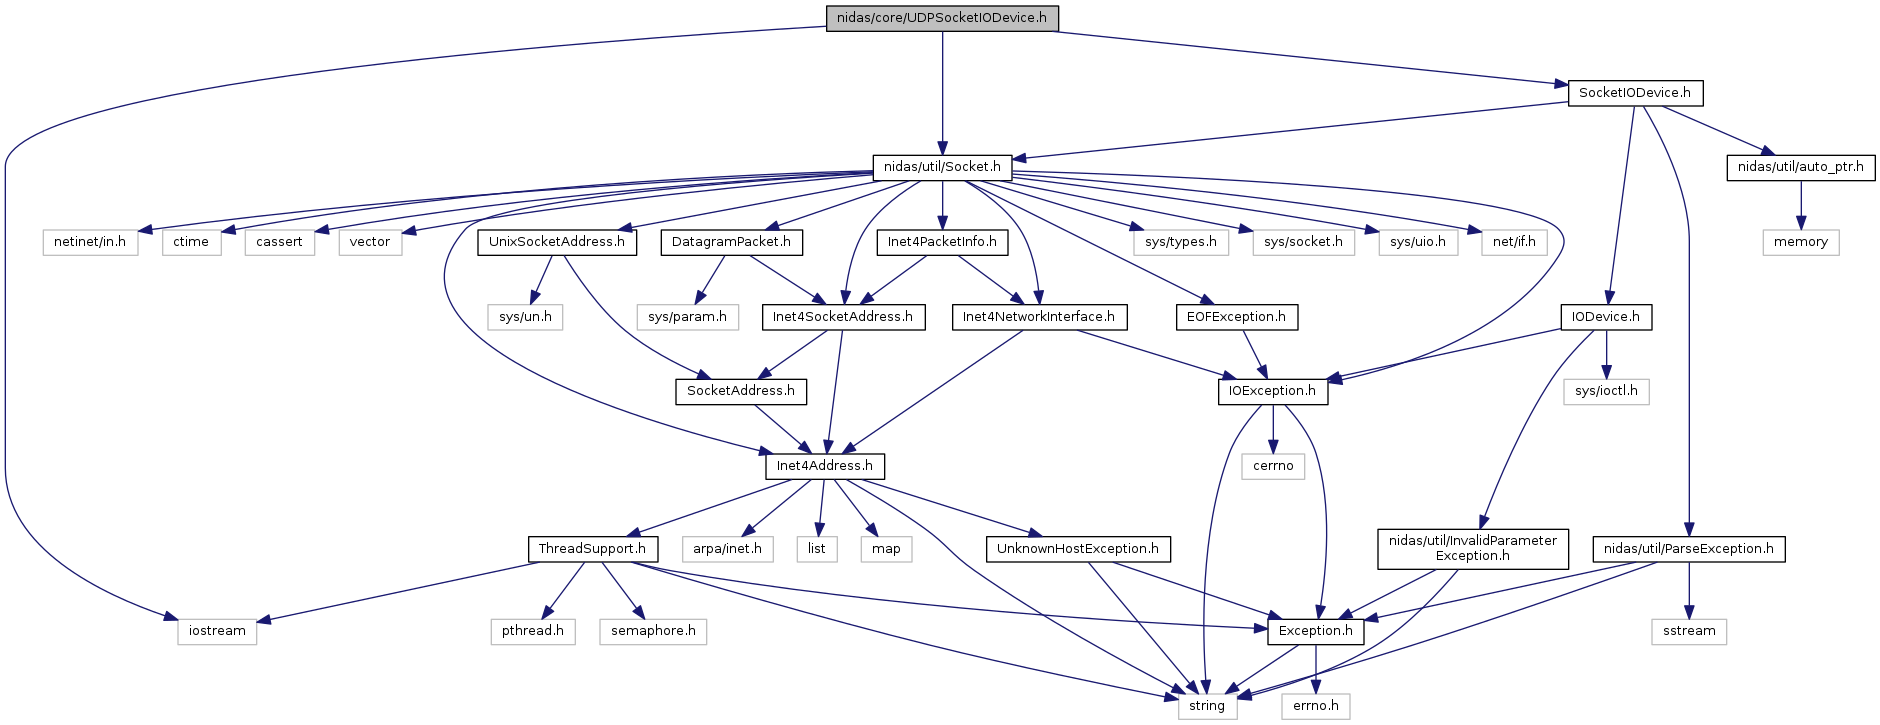 nidas/core/UDPSocketIODevice.h
SocketIODevice.h
nidas/util/Socket.h
nidas/util/auto_ptr.h
netinet/in.h
ctime
cassert
vector
UnixSocketAddress.h
DatagramPacket.h
Inet4PacketInfo.h
sys/types.h
sys/socket.h
sys/uio.h
net/if.h
memory
sys/un.h
sys/param.h
Inet4SocketAddress.h
Inet4NetworkInterface.h
EOFException.h
IODevice.h
SocketAddress.h
IOException.h
sys/ioctl.h
Inet4Address.h
cerrno
ThreadSupport.h
arpa/inet.h
list
map
UnknownHostException.h
nidas/util/InvalidParameter
Exception.h
nidas/util/ParseException.h
iostream
pthread.h
semaphore.h
Exception.h
sstream
string
errno.h